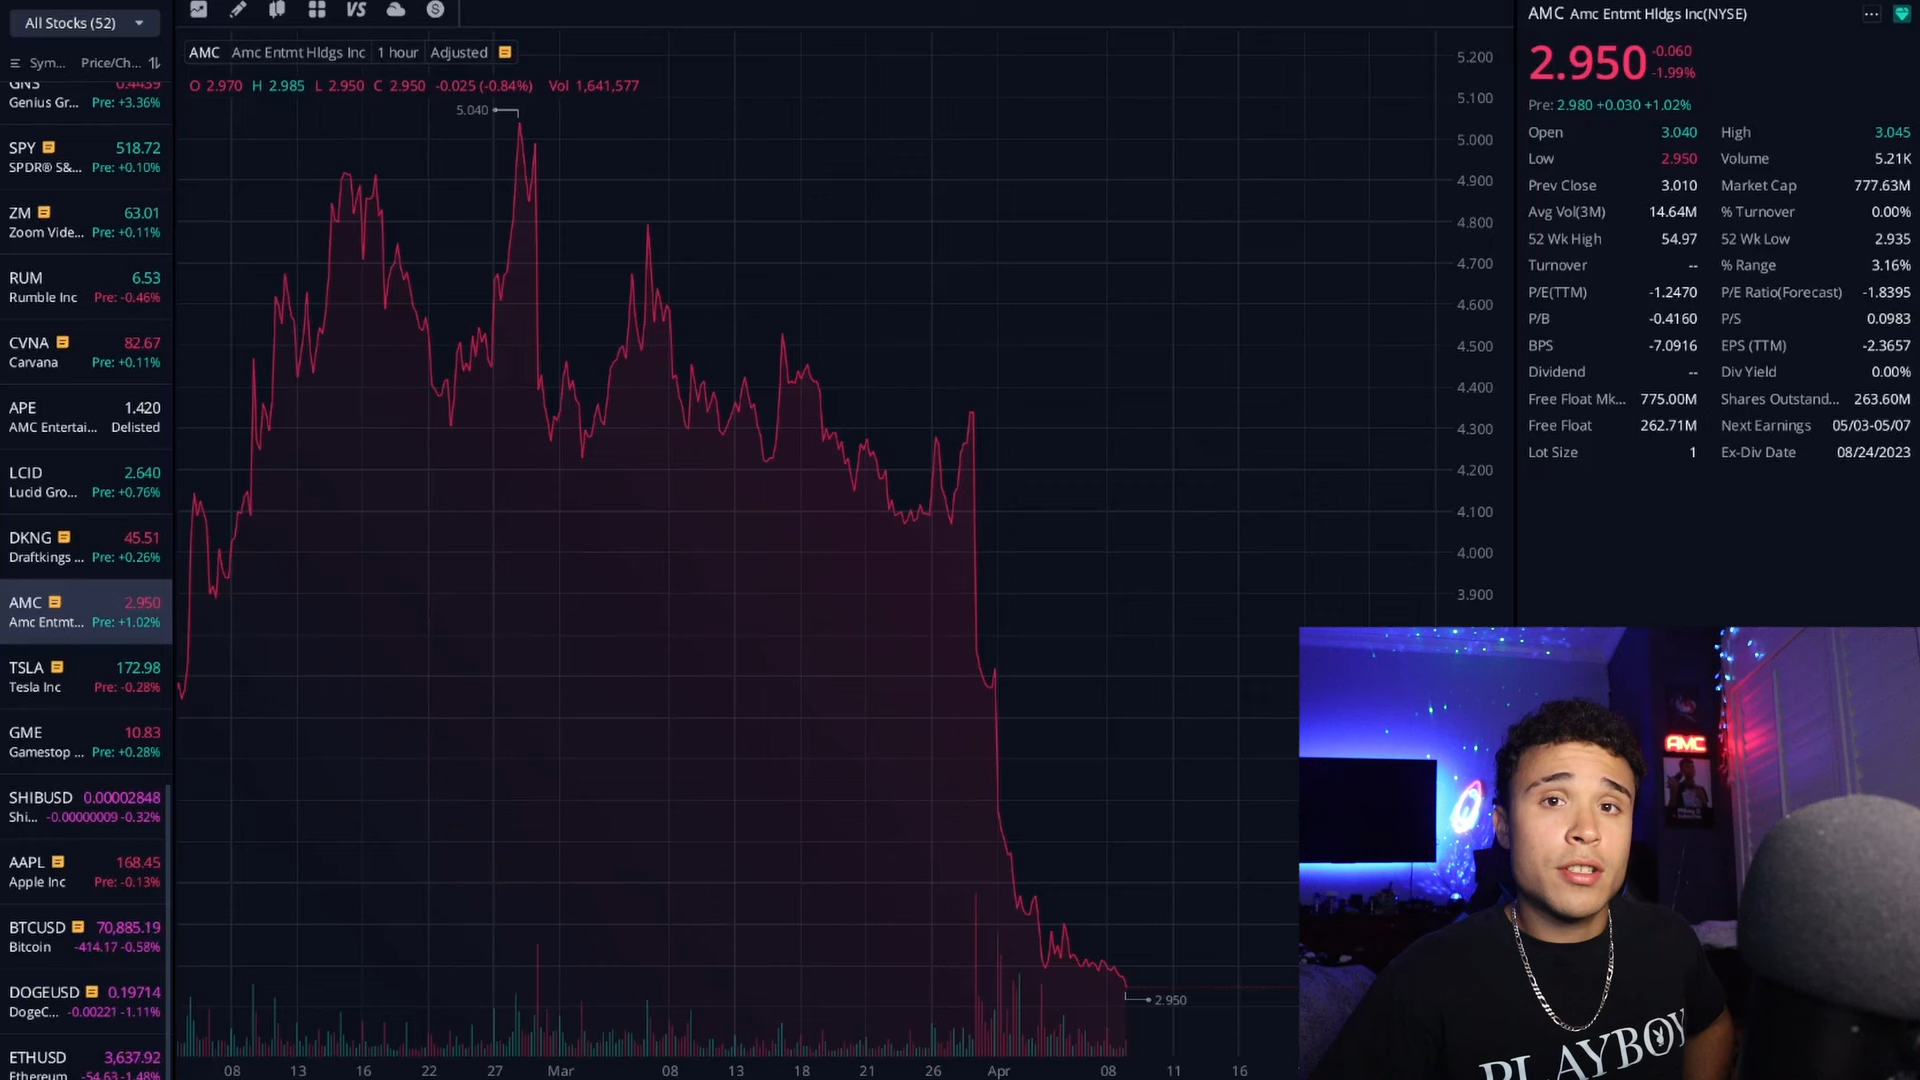 All Stocks (52)
Sym... Price/Ch...
GNS 0.4439
Genius Gr... Pre: +3.36%
SPY 518.72
SPDR® S&... Pre: +0.10%
ZM 63.01
Zoom Vide... Pre: +0.11%
RUM 6.53
Rumble Inc Pre: -0.46%
CVNA 82.67
Carvana Pre: +0.11%
APE 1.420
AMC Entertai... Delisted
LCID 2.640
Lucid Gro... Pre: +0.76%
DKNG 45.51
Draftkings ... Pre: +0.26%
AMC 2.950
Amc Entmt... Pre: +1.02%
TSLA 172.98
Tesla Inc Pre: -0.28%
GME 10.83
Gamestop ... Pre: +0.28%
SHIBUSD 0.00002848
Shi... -0.00000009 -0.32%
AAPL 168.45
Apple Inc Pre: -0.13%
BTCUSD 70,885.19
Bitcoin -414.17 -0.58%
DOGEUSD 0.19714
DogeC... -0.00221 -1.11%
ETHUSD 3,637.92
Ethereum -54.63 -1.48%
VS
AMC Amc Entmt Hldgs Inc 1 hour Adjusted
O 2.970 H 2.985 L 2.950 C 2.950 -0.025 (-0.84%) Vol 1,641,577
5.040
2.950
5.200
5.100
5.000
4.900
4.800
4.700
4.600
4.500
4.400
4.300
4.200
4.100
4.000
3.900
08 13 16 22 27 Mar 08 13 18 21 26 Apr 08 11 16
AMC Amc Entmt Hldgs Inc(NYSE)
2.950 -0.060
-1.99%
Pre: 2.980 +0.030 +1.02%
Open 3.040 High 3.045
Low 2.950 Volume 5.21K
Prev Close 3.010 Market Cap 777.63M
Avg Vol(3M) 14.64M % Turnover 0.00%
52 Wk High 54.97 52 Wk Low 2.935
Turnover -- % Range 3.16%
P/E(TTM) -1.2470 P/E Ratio(Forecast) -1.8395
P/B -0.4160 P/S 0.0983
BPS -7.0916 EPS (TTM) -2.3657
Dividend -- Div Yield 0.00%
Free Float Mk... 775.00M Shares Outstand... 263.60M
Free Float 262.71M Next Earnings 05/03-05/07
Lot Size 1 Ex-Div Date 08/24/2023
AMC
PLAYBOY